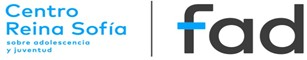 Centro
Reina Sofía
sobre adolescencia
y juventud
fad